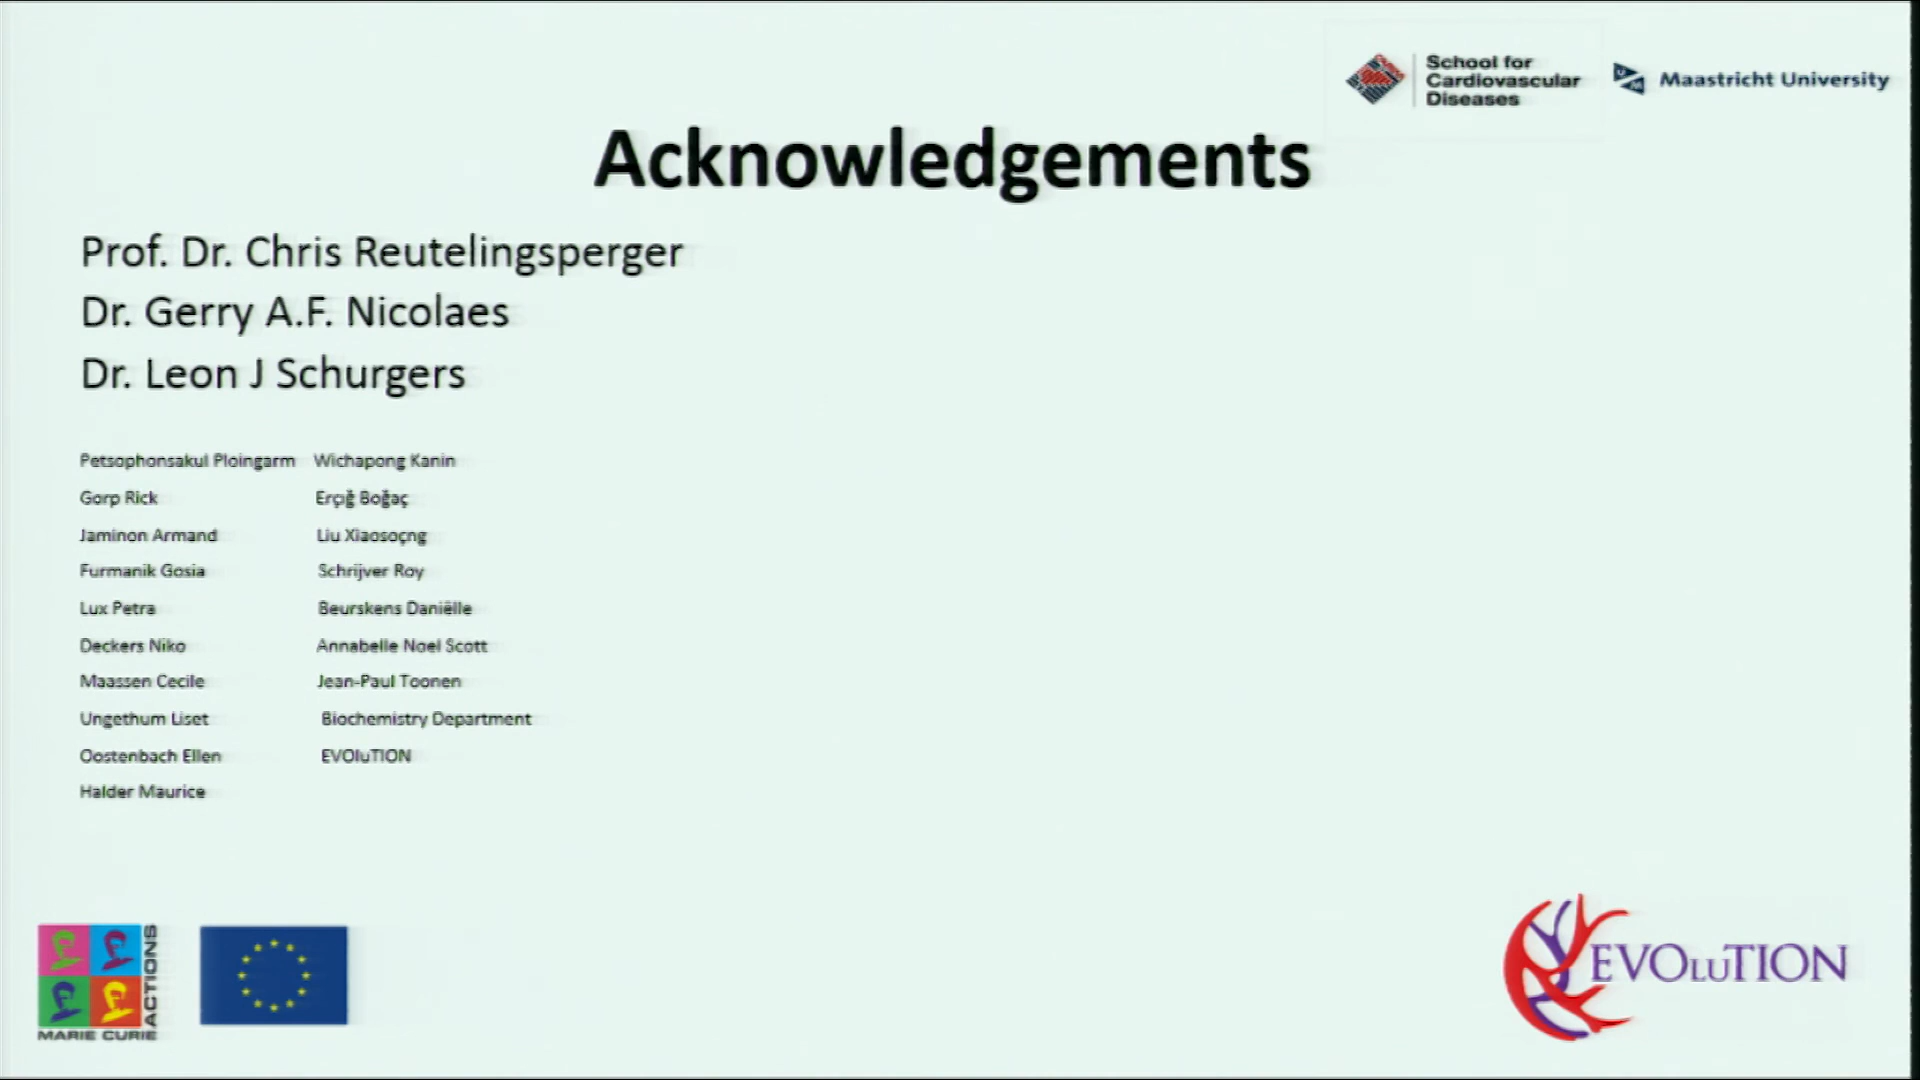 School for
Cardiovascular
Diseases
Maastricht University
Acknowledgements
Prof. Dr. Chris Reutelingsperger
Dr. Gerry A.F. Nicolaes
Dr. Leon J Schurgers
Petsophonsakul Ploingarm Wichapong Kanin
Gorp Rick Erçığ Boğaç
Jaminon Armand Liu Xiaosoçng
Furmanik Gosia Schrijver Roy
Lux Petra Beurskens Daniëlle
Deckers Niko Annabelle Noel Scott
Maassen Cecile Jean-Paul Toonen
Ungethum Liset Biochemistry Department
Oostenbach Ellen EVOluTION
Halder Maurice
MARIE CURIE ACTIONS
EVOLUTION